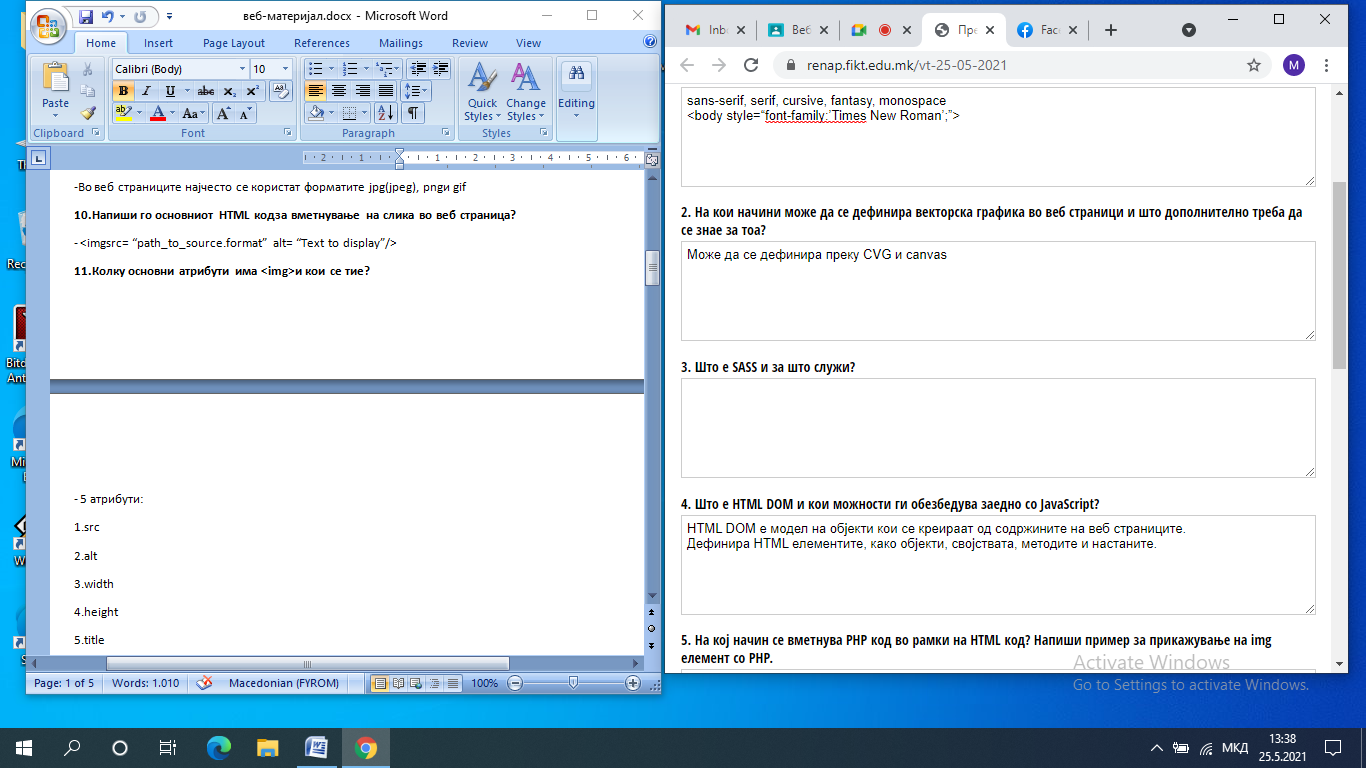 веб-материјал.docx - Microsoft Word
Home Insert Page Layout References Mailings Review View
Calibri (Body) 10
Paste
Quick Styles
Change Styles
Editing
Clipboard Font Paragraph Styles
-Во веб страниците најчесто се користат форматите jpg(jpeg), pngи gif
10.Напиши го основниот HTML кодза вметнување на слика во веб страница?
- <imgsrc= “path_to_source.format” alt= “Text to display”/>
11.Колку основни атрибути има <img>и кои се тие?
- 5 атрибути:
1.src
2.alt
3.width
4.height
5.title
Page: 1 of 5 Words: 1.010 Macedonian (FYROM) 100%
Inb Веб Пре Face
renap.fikt.edu.mk/vt-25-05-2021
M
sans-serif, serif, cursive, fantasy, monospace
<body style=“font-family:’Times New Roman’;”>
2. На кои начини може да се дефинира векторска графика во веб страници и што дополнително треба да
се знае за тоа?
Може да се дефинира преку СVG и canvas
3. Што е SASS и за што служи?
4. Што е HTML DOM и кои можности ги обезбедува заедно со JavaScript?
HTML DOM е модел на објекти кои се креираат од содржините на веб страниците.
Дефинира HTML елементите, како објекти, својствата, методите и настаните.
5. На кој начин се вметнува PHP код во рамки на HTML код? Напиши пример за прикажување на img
елемент со PHP.
Activate Windows
Go to Settings to activate Windows.
МКД
13:38
25.5.2021